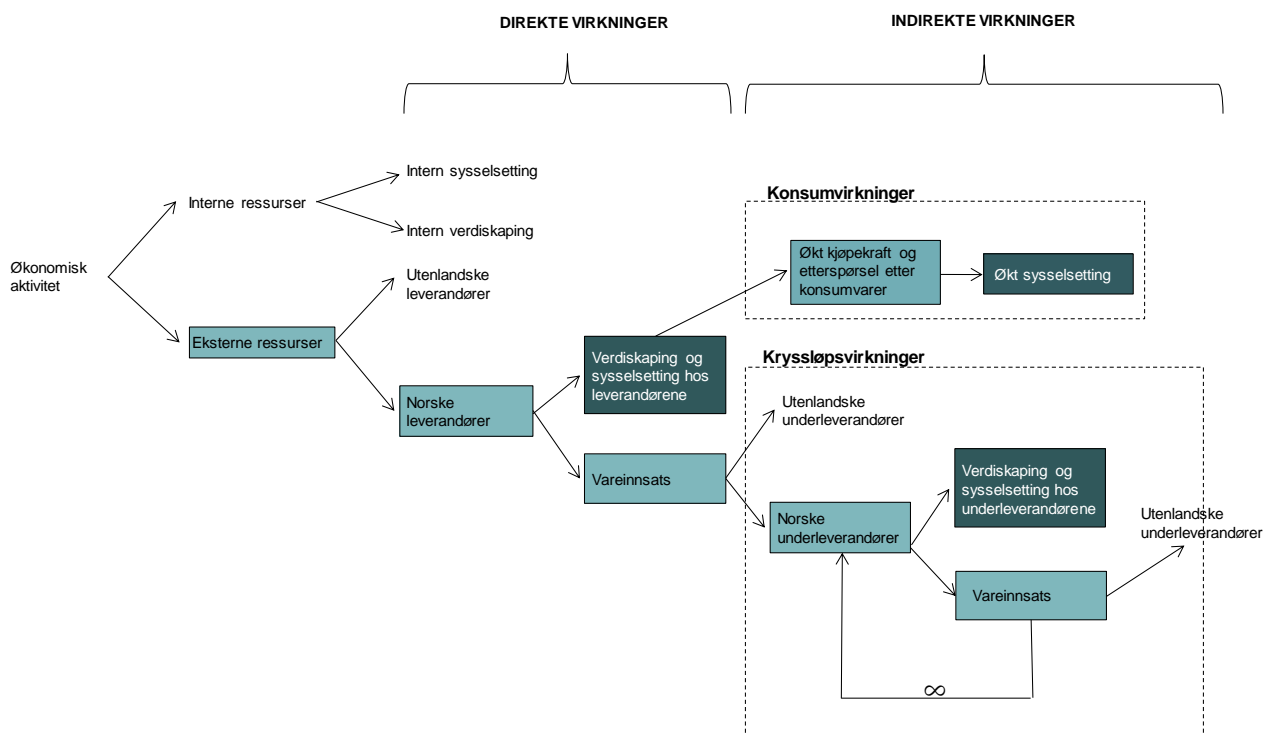 DIREKTE VIRKNINGER
INDIREKTE VIRKNINGER
Økonomisk
aktivitet
Interne ressurser
Intern sysselsetting
Intern verdiskaping
Eksterne ressurser
Utenlandske
leverandører
Norske
leverandører
Verdiskaping og
sysselsetting hos
leverandørene
Vareinnsats
Konsumvirkninger
Økt kjøpekraft og
etterspørsel etter
konsumvarer
Økt sysselsetting
Kryssløpsvirkninger
Utenlandske
underleverandører
Norske
underleverandører
Verdiskaping og
sysselsetting hos
underleverandørene
Vareinnsats
Utenlandske
underleverandører
∞